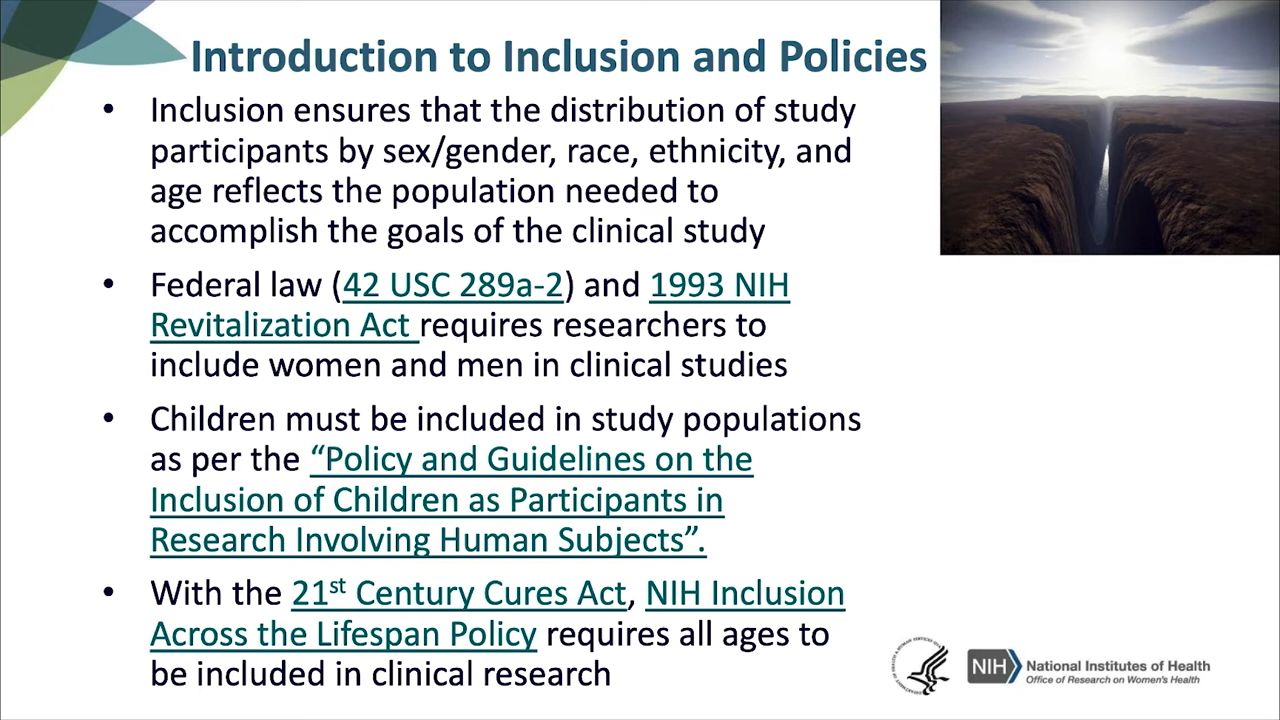 Introduction to Inclusion and Policies
• Inclusion ensures that the distribution of study
participants by sex/gender, race, ethnicity, and
age reflects the population needed to
accomplish the goals of the clinical study
• Federal law (42 USC 289a-2) and 1993 NIH
Revitalization Act requires researchers to
include women and men in clinical studies
• Children must be included in study populations
as per the “Policy and Guidelines on the
Inclusion of Children as Participants in
Research Involving Human Subjects”.
• With the 21st Century Cures Act, NIH Inclusion
Across the Lifespan Policy requires all ages to
be included in clinical research
NIH National Institutes of Health
Office of Research on Women's Health